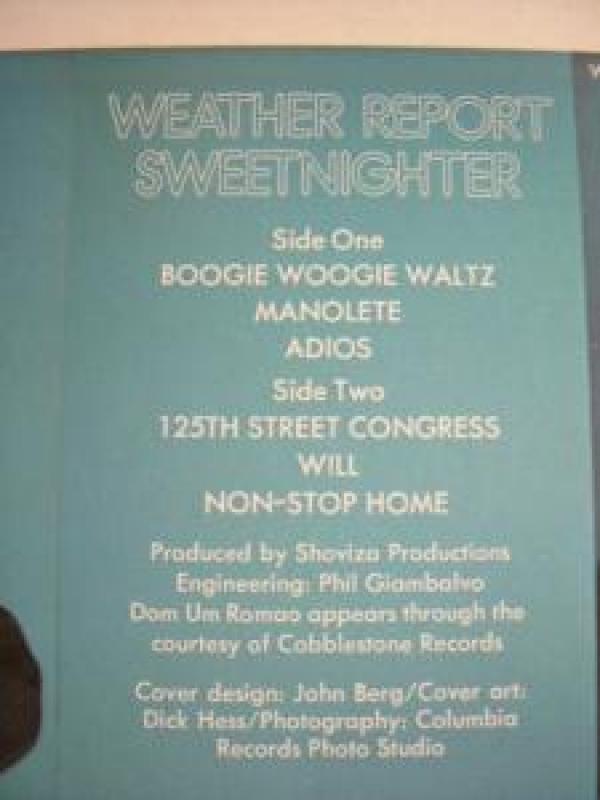 WEATHER REPORT
SWEETNIGHTER
Side One
BOOGIE WOOGIE WALTZ
MANOLETE
ADIOS
Side Two
125TH STREET CONGRESS
WILL
NON-STOP HOME
Produced by Shoviza Productions
Engineering: Phil Giambalvo
Dom Um Romao appears through the
courtesy of Cobblestone Records
Cover design: John Berg/Cover art:
Dick Hess/Photography: Columbia
Records Photo Studio